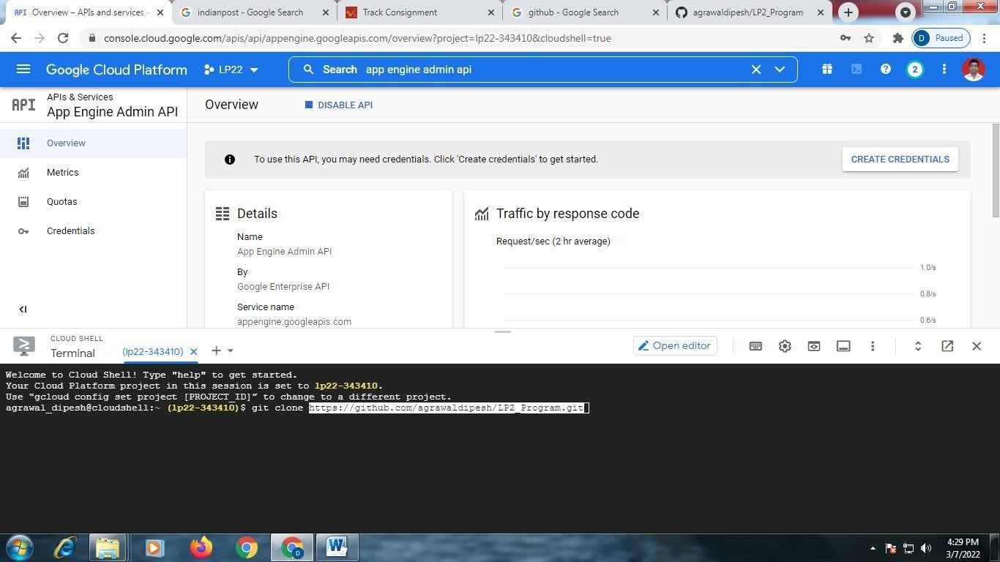 API Overview – APIs and services –
indianpost - Google Search
Track Consignment
github - Google Search
agrawaldipesh/LP2_Program
console.cloud.google.com/apis/api/appengine.googleapis.com/overview?project=lp22-343410&cloudshell=true
D Paused
Google Cloud Platform
LP22
Search app engine admin api
2
API
APIs & Services
App Engine Admin API
Overview
DISABLE API
Overview
Metrics
Quotas
Credentials
To use this API, you may need credentials. Click 'Create credentials' to get started.
CREATE CREDENTIALS
Details
Name
App Engine Admin API
By
Google Enterprise API
Service name
appengine.googleapis.com
Traffic by response code
Request/sec (2 hr average)
1.0/s
0.8/s
0.6/s
CLOUD SHELL
Terminal
(lp22-343410)
Open editor
Welcome to Cloud Shell! Type "help" to get started.
Your Cloud Platform project in this session is set to lp22-343410.
Use “gcloud config set project [PROJECT_ID]” to change to a different project.
agrawal_dipesh@cloudshell:~ (lp22-343410)$ git clone https://github.com/agrawaldipesh/LP2_Program.git
D
W
4:29 PM
3/7/2022